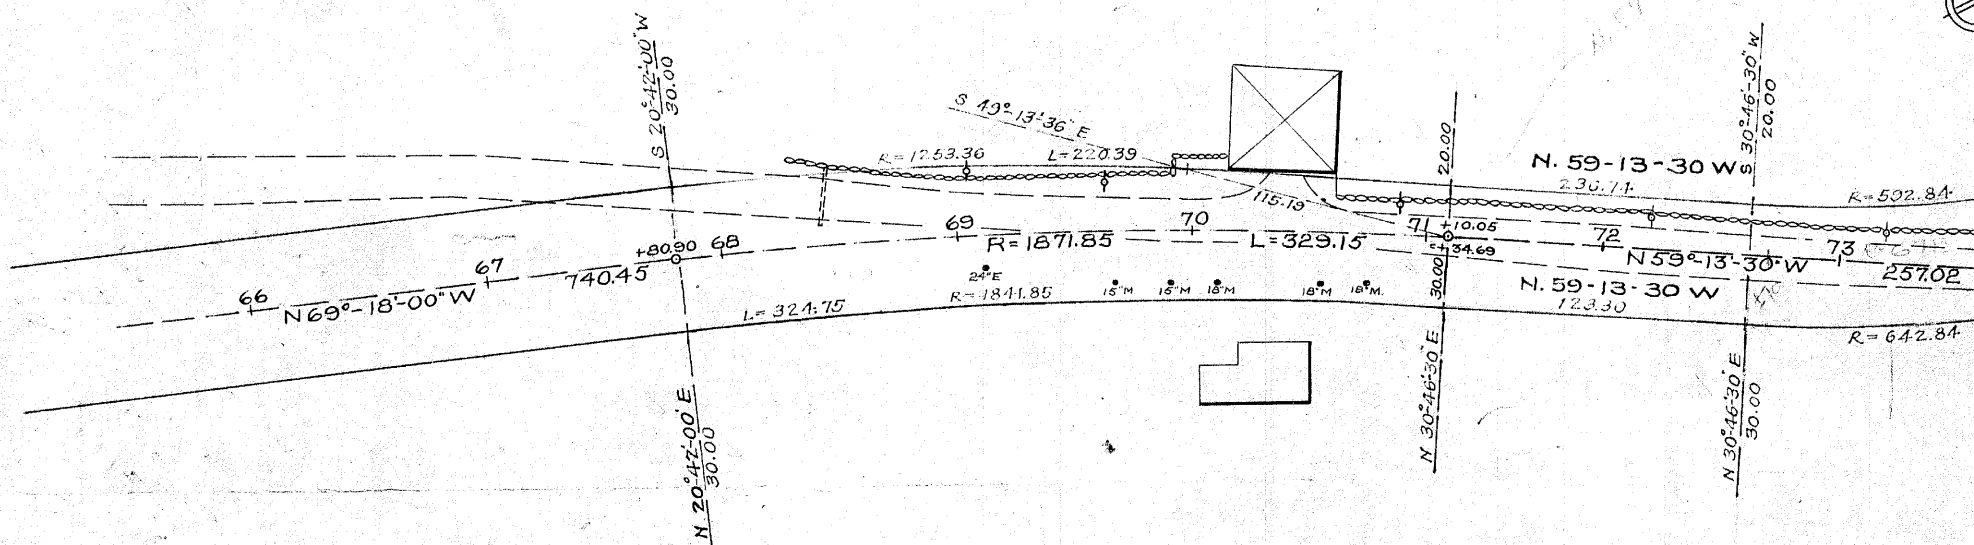 S 20°-42'-00" W
30.00
S 49°-13'-36" E
R=1253.36
L=220.39
115.19
20.00
N. 59-13-30 W
230.71
S 30°-46'-30" W
20.00
R=592.84
66
N 69°-18'-00" W
67
740.45
+80.90
68
69
R=1871.85
70
L=329.15
71
+10.05
=+34.69
72
N 59°-13'-30" W
73
257.02
24"E
R=1841.85
15"M
15"M
18"M
18"M
18"M
30.00
N. 59-13-30 W
123.30
L=324.75
R=642.84
N 20°-42'-00" E
30.00
N 30°-46'-30" E
N 30°-46'-30" E
30.00